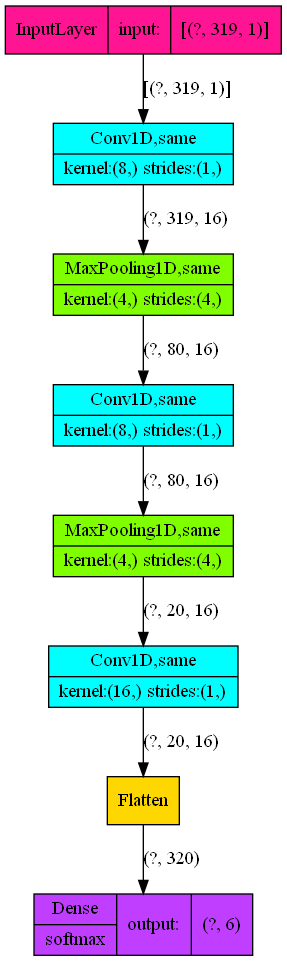 InputLayer input: [(?, 319, 1)]
[(?, 319, 1)]
Conv1D,same
kernel:(8,) strides:(1,)
(?, 319, 16)
MaxPooling1D,same
kernel:(4,) strides:(4,)
(?, 80, 16)
Conv1D,same
kernel:(8,) strides:(1,)
(?, 80, 16)
MaxPooling1D,same
kernel:(4,) strides:(4,)
(?, 20, 16)
Conv1D,same
kernel:(16,) strides:(1,)
(?, 20, 16)
Flatten
(?, 320)
Dense
softmax
output: (?, 6)